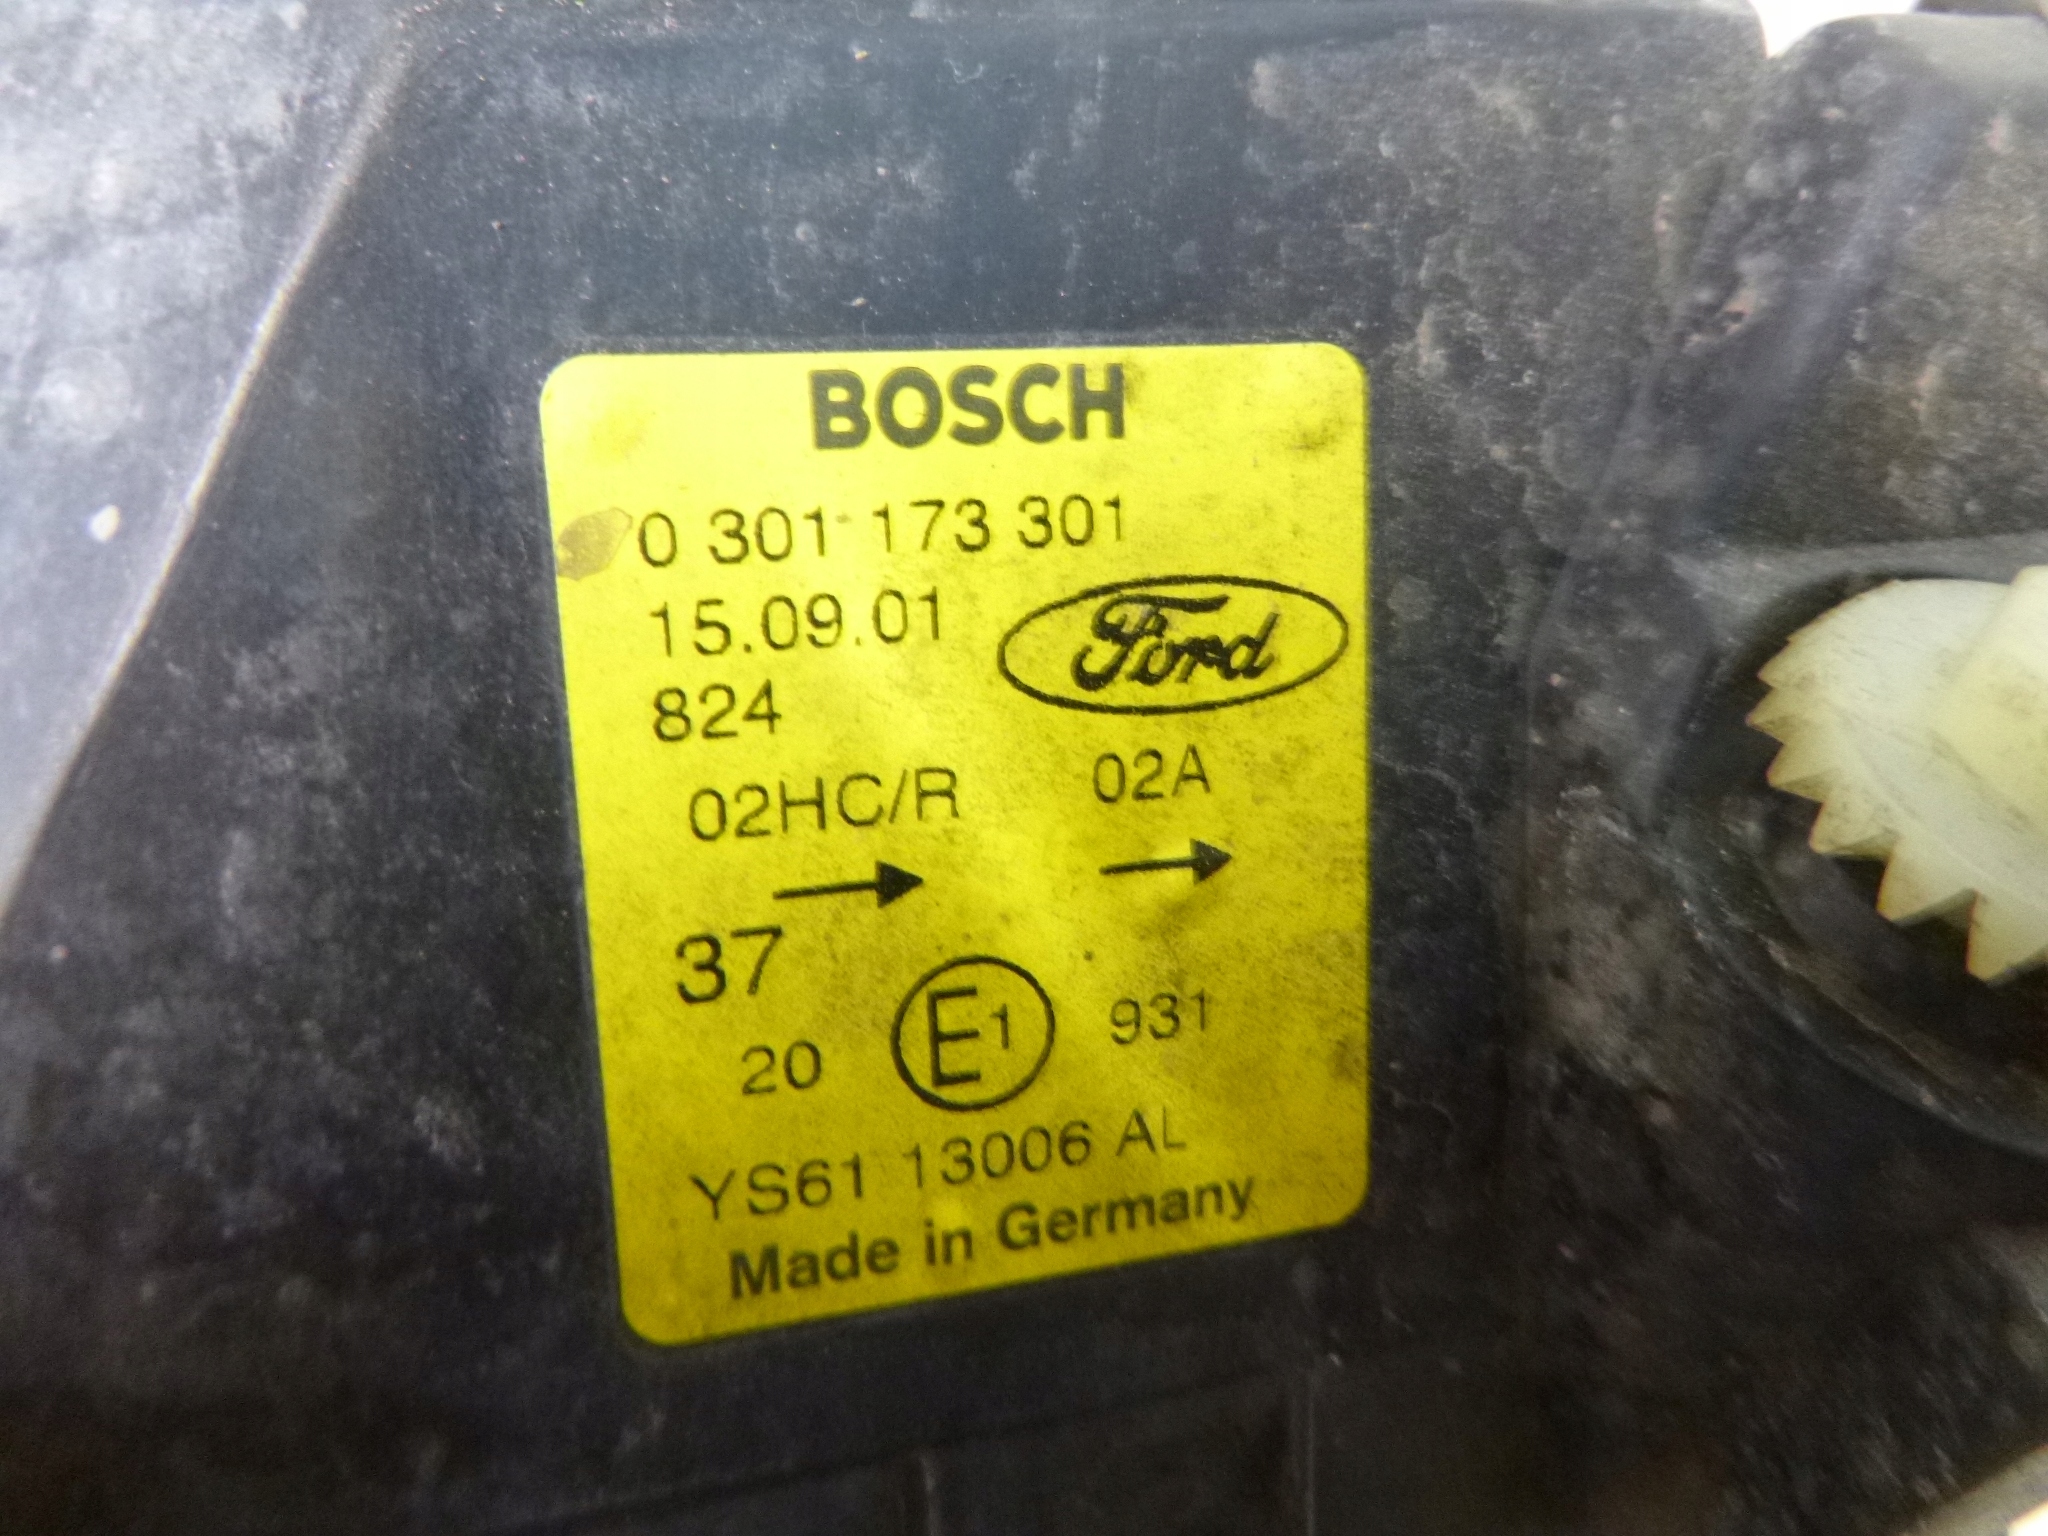 BOSCH
0 301 173 301
15.09.01
Ford
824
02HC/R 02A
37
20 E1 931
YS61 13006 AL
Made in Germany